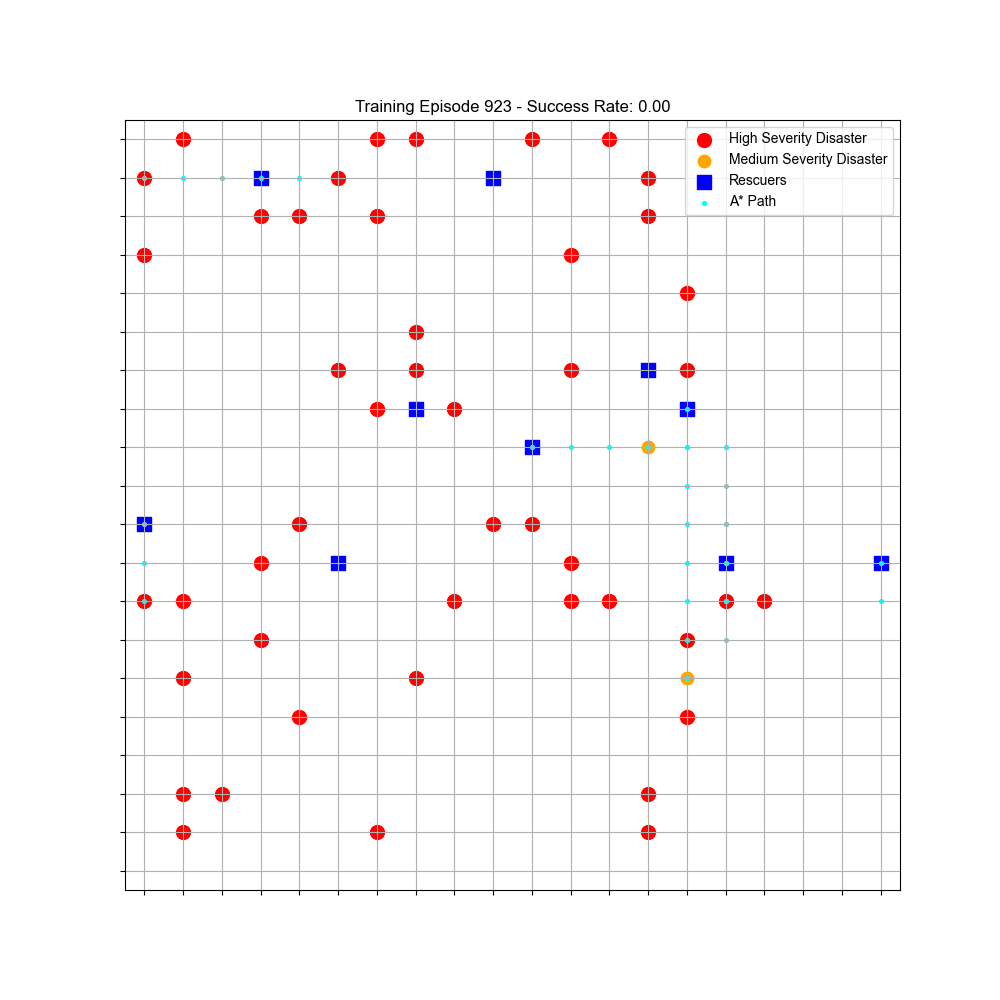 Training Episode 923 - Success Rate: 0.00
High Severity Disaster
Medium Severity Disaster
Rescuers
A* Path